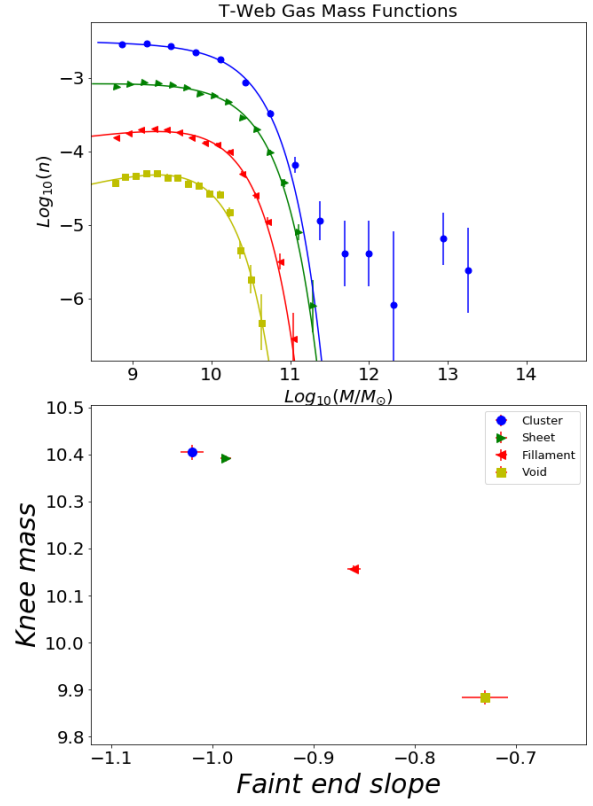 T-Web Gas Mass Functions
Log₁₀(n)
−3
−4
−5
−6
9 10 11 12 13 14
Log₁₀(M/M☉)
Knee mass
10.5
10.4
10.3
10.2
10.1
10.0
9.9
9.8
Cluster
Sheet
Fillament
Void
−1.1 −1.0 −0.9 −0.8 −0.7
Faint end slope